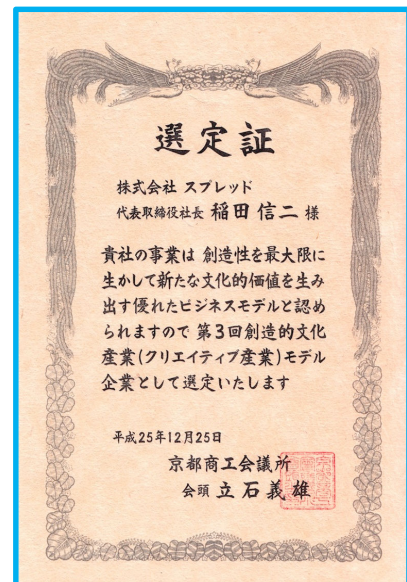 選定証
株式会社 スプレッド
代表取締役社長 稲田 信二 様
貴社の事業は 創造性を最大限に
生かして新たな文化的価値を生み
出す優れたビジネスモデルと認め
られますので 第3回創造的文化
産業(クリエイティブ産業)モデル
企業として選定いたします
平成25年12月25日
京都商工会議所
会頭 立石義雄